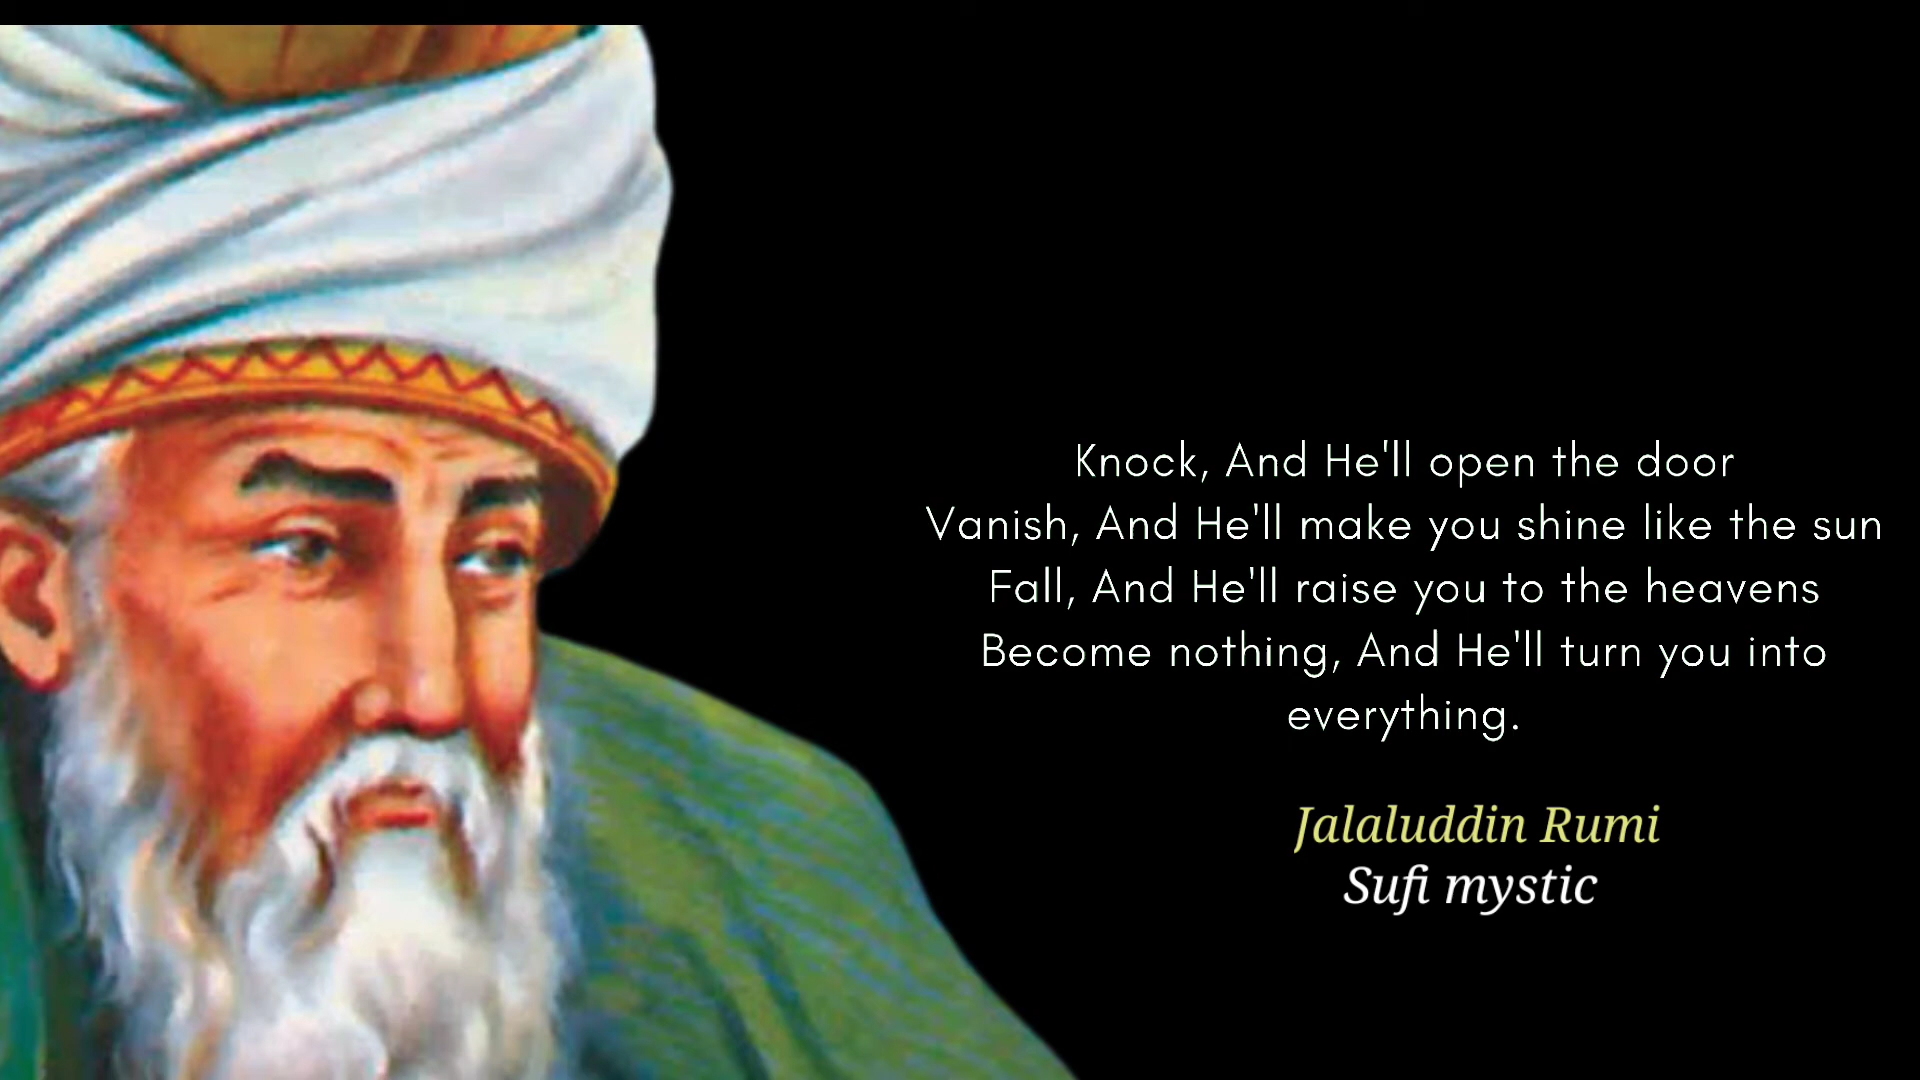 Knock, And He'll open the door
Vanish, And He'll make you shine like the sun
Fall, And He'll raise you to the heavens
Become nothing, And He'll turn you into
everything.
Jalaluddin Rumi
Sufi mystic